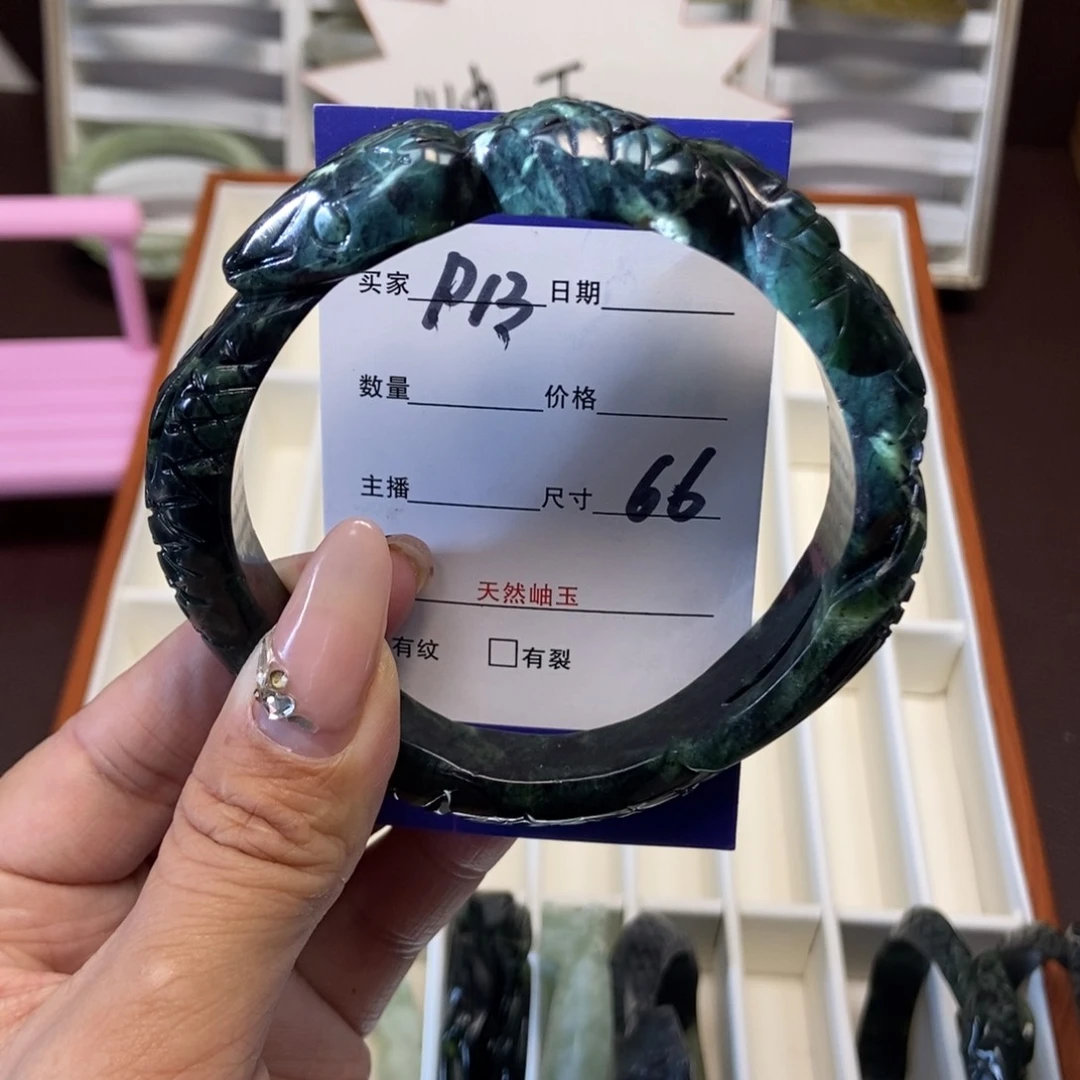 买家 P13 日期
数量 价格
主播 尺寸 66
天然岫玉
有纹 □有裂